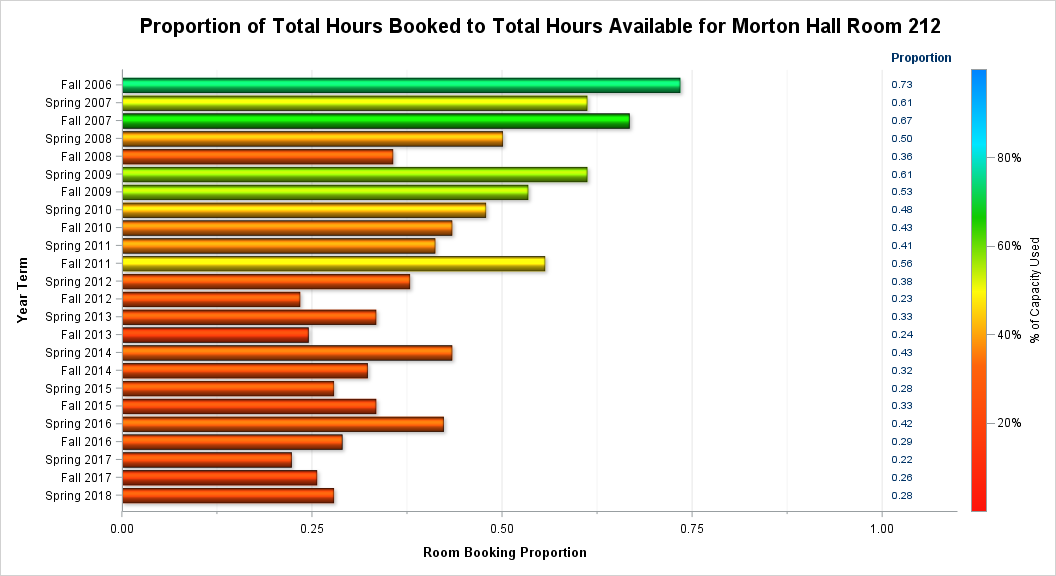 Proportion of Total Hours Booked to Total Hours Available for Morton Hall Room 212
Proportion
Fall 2006 0.73
Spring 2007 0.61
Fall 2007 0.67
Spring 2008 0.50
Fall 2008 0.36
Spring 2009 0.61
Fall 2009 0.53
Spring 2010 0.48
Fall 2010 0.43
Spring 2011 0.41
Fall 2011 0.56
Spring 2012 0.38
Fall 2012 0.23
Spring 2013 0.33
Fall 2013 0.24
Spring 2014 0.43
Fall 2014 0.32
Spring 2015 0.28
Fall 2015 0.33
Spring 2016 0.42
Fall 2016 0.29
Spring 2017 0.22
Fall 2017 0.26
Spring 2018 0.28
Year Term
0.00 0.25 0.50 0.75 1.00
Room Booking Proportion
80%
60%
40%
20%
% of Capacity Used